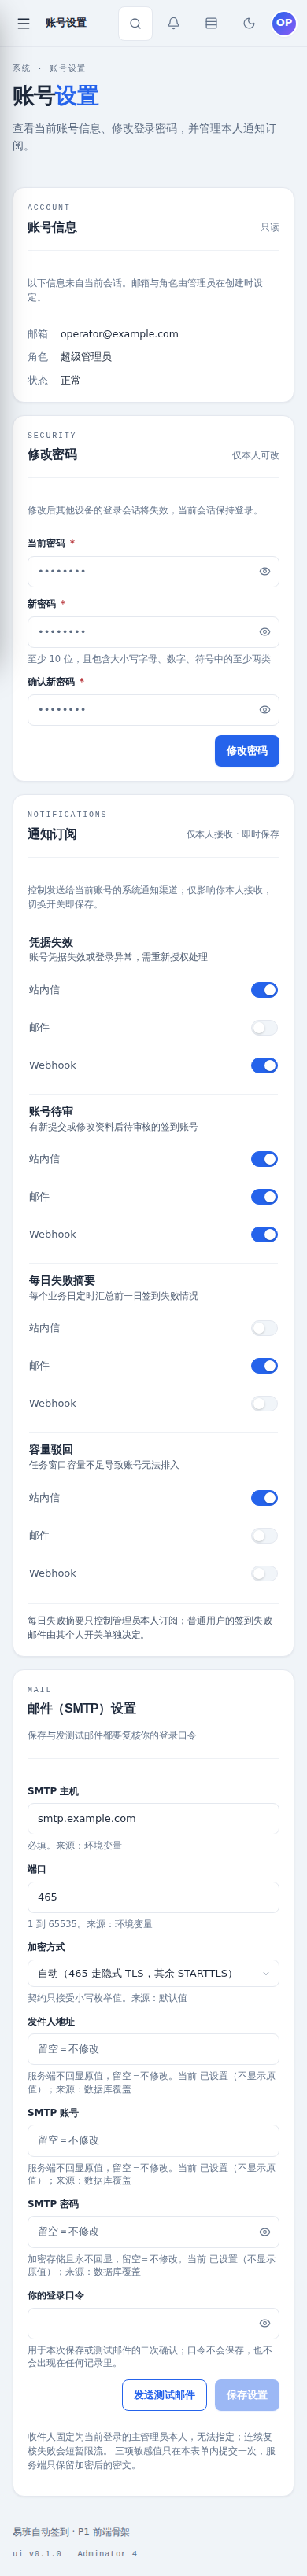 账号设置
OP
系统 · 账号设置
账号设置
查看当前账号信息、修改登录密码，并管理本人通知订
阅。
ACCOUNT
账号信息
只读
以下信息来自当前会话。邮箱与角色由管理员在创建时设
定。
邮箱 operator@example.com
角色 超级管理员
状态 正常
SECURITY
修改密码
仅本人可改
修改后其他设备的登录会话将失效，当前会话保持登录。
当前密码 *
••••••••
新密码 *
••••••••
至少 10 位，且包含大小写字母、数字、符号中的至少两类
确认新密码 *
••••••••
修改密码
NOTIFICATIONS
通知订阅
仅本人接收 · 即时保存
控制发送给当前账号的系统通知渠道；仅影响你本人接收，
切换开关即保存。
凭据失效
账号凭据失效或登录异常，需重新授权处理
站内信
邮件
Webhook
账号待审
有新提交或修改资料后待审核的签到账号
站内信
邮件
Webhook
每日失败摘要
每个业务日定时汇总前一日签到失败情况
站内信
邮件
Webhook
容量驳回
任务窗口容量不足导致账号无法排入
站内信
邮件
Webhook
每日失败摘要只控制管理员本人订阅；普通用户的签到失败
邮件由其个人开关单独决定。
MAIL
邮件（SMTP）设置
保存与发测试邮件都要复核你的登录口令
SMTP 主机
smtp.example.com
必填。来源：环境变量
端口
465
1 到 65535。来源：环境变量
加密方式
自动（465 走隐式 TLS，其余 STARTTLS）
契约只接受小写枚举值。来源：默认值
发件人地址
留空＝不修改
服务端不回显原值，留空＝不修改。当前 已设置（不显示原
值）；来源：数据库覆盖
SMTP 账号
留空＝不修改
服务端不回显原值，留空＝不修改。当前 已设置（不显示原
值）；来源：数据库覆盖
SMTP 密码
留空＝不修改
加密存储且永不回显，留空＝不修改。当前 已设置（不显示
原值）；来源：数据库覆盖
你的登录口令
用于本次保存或测试邮件的二次确认；口令不会保存，也不
会出现在任何记录里。
发送测试邮件
保存设置
收件人固定为当前登录的主管理员本人，无法指定；连续复
核失败会短暂限流。 三项敏感值只在本表单内提交一次，服
务端只保留加密后的密文。
易班自动签到 · P1 前端骨架
ui v0.1.0 Adminator 4